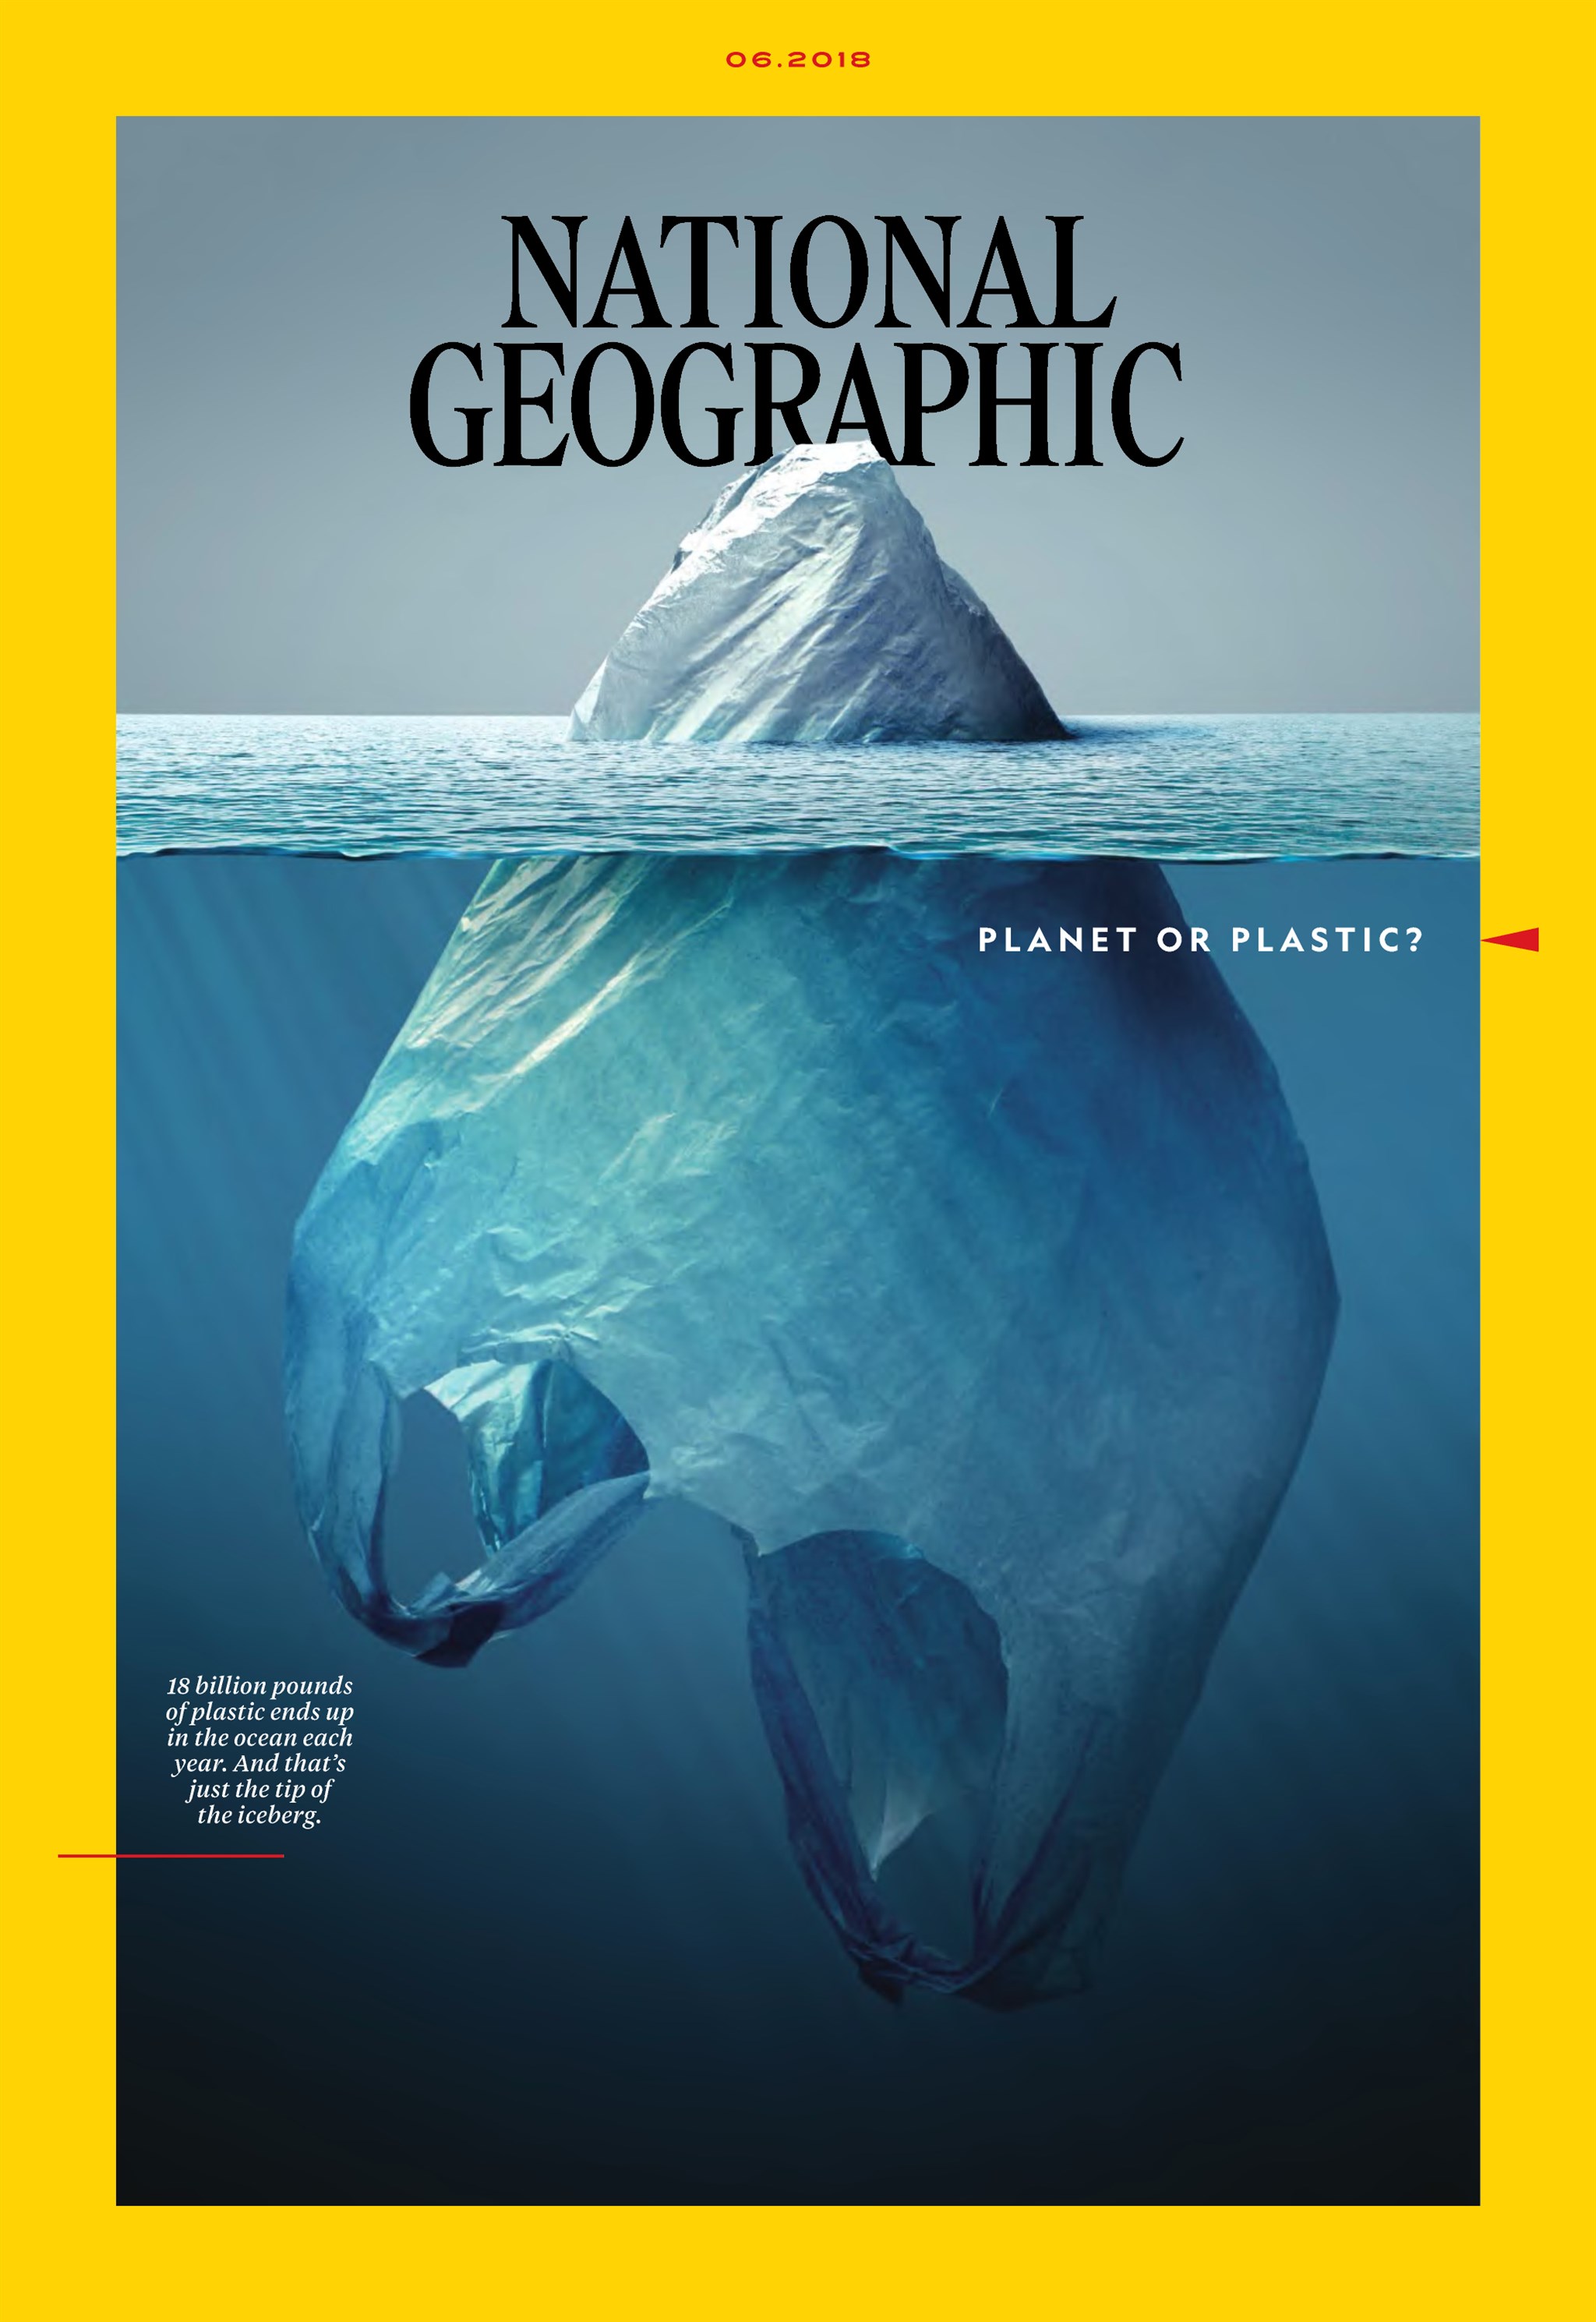 06.2018
NATIONAL
GEOGRAPHIC
PLANET OR PLASTIC?
18 billion pounds
of plastic ends up
in the ocean each
year. And that’s
just the tip of
the iceberg.